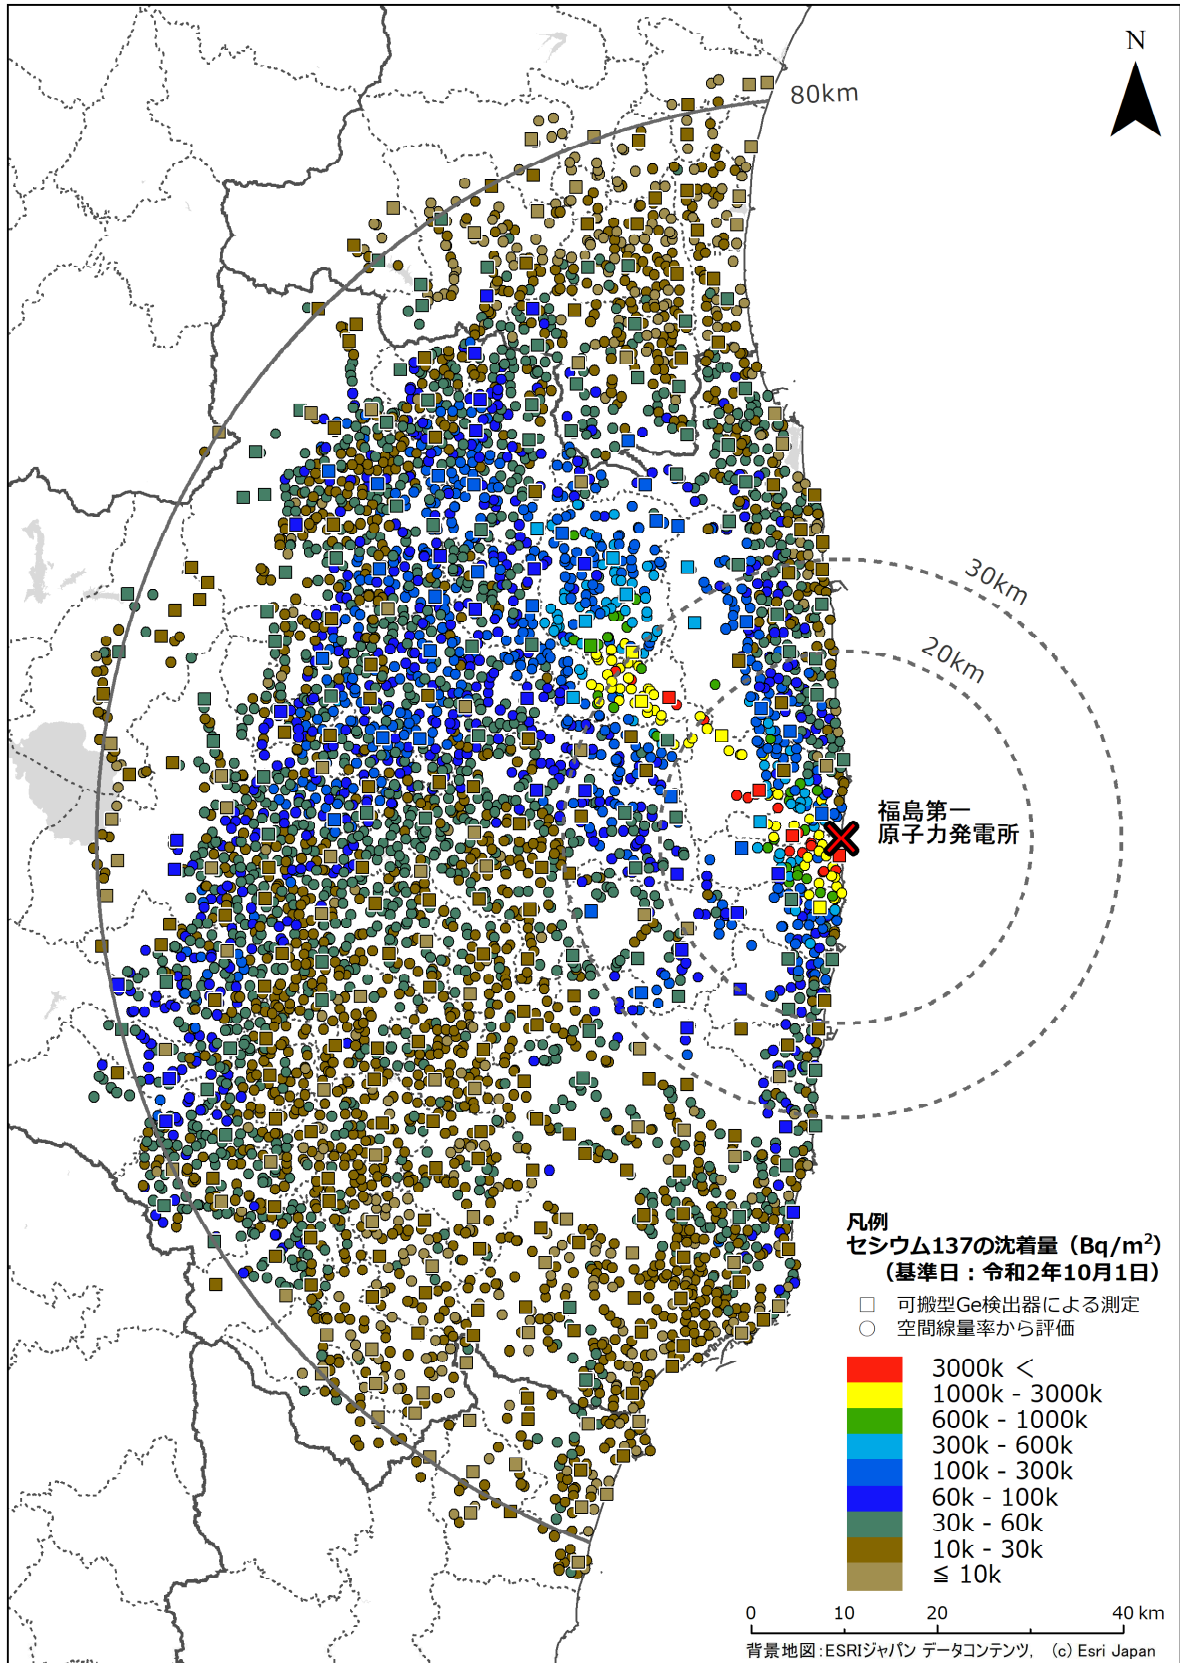 N
80km
30km
20km
福島第一
原子力発電所
凡例
セシウム137の沈着量（Bq/m²）
（基準日：令和2年10月1日）
□ 可搬型Ge検出器による測定
○ 空間線量率から評価
3000k <
1000k - 3000k
600k - 1000k
300k - 600k
100k - 300k
60k - 100k
30k - 60k
10k - 30k
≦ 10k
0 10 20 40 km
背景地図：ESRIジャパン データコンテンツ, (c) Esri Japan